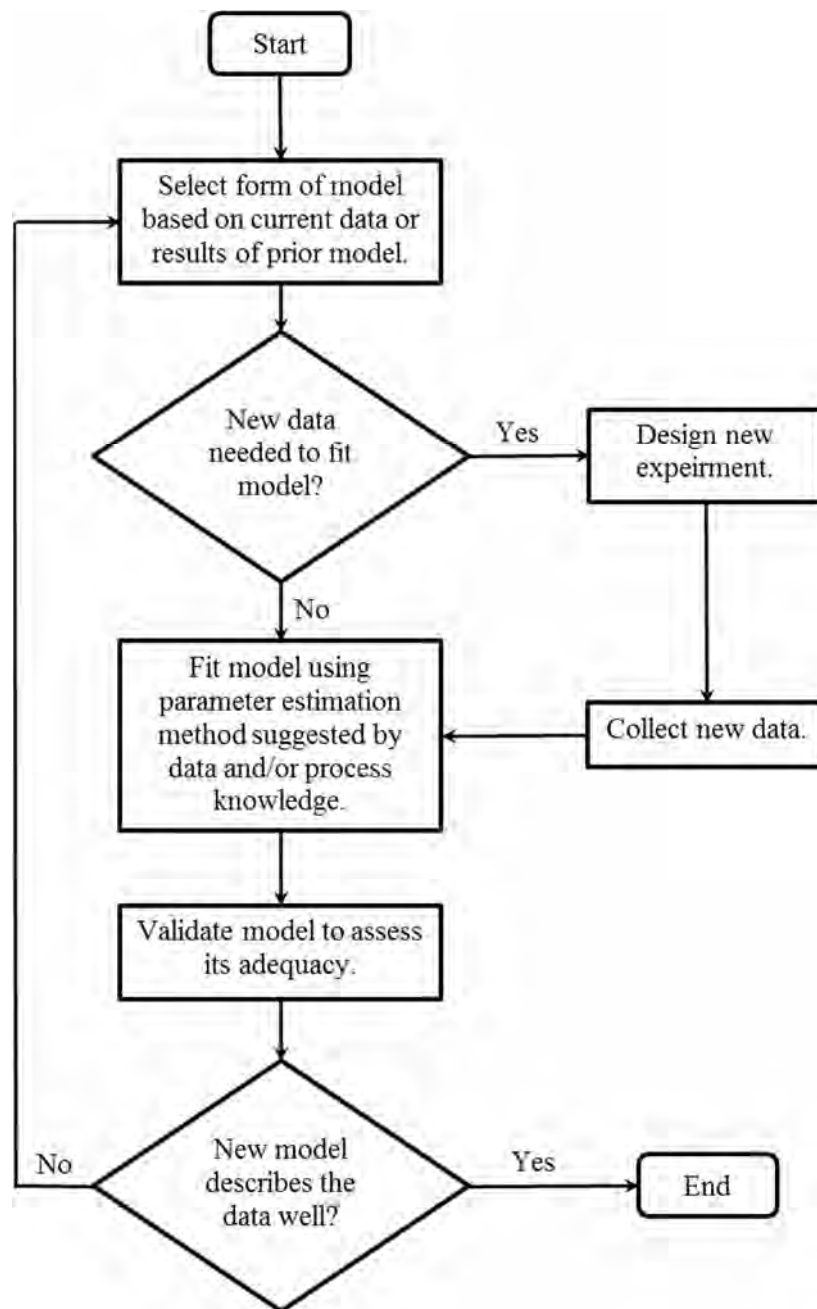 Start
Select form of model
based on current data or
results of prior model.
New data
needed to fit
model?
Yes
Design new
expeirment.
No
Fit model using
parameter estimation
method suggested by
data and/or process
knowledge.
Collect new data.
Validate model to assess
its adequacy.
New model
describes the
data well?
No
Yes
End